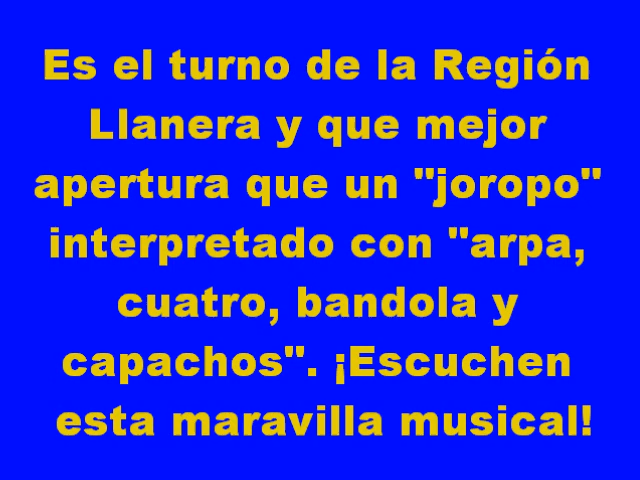 Es el turno de la Región
Llanera y que mejor
apertura que un "joropo"
interpretado con "arpa,
cuatro, bandola y
capachos". ¡Escuchen
esta maravilla musical!